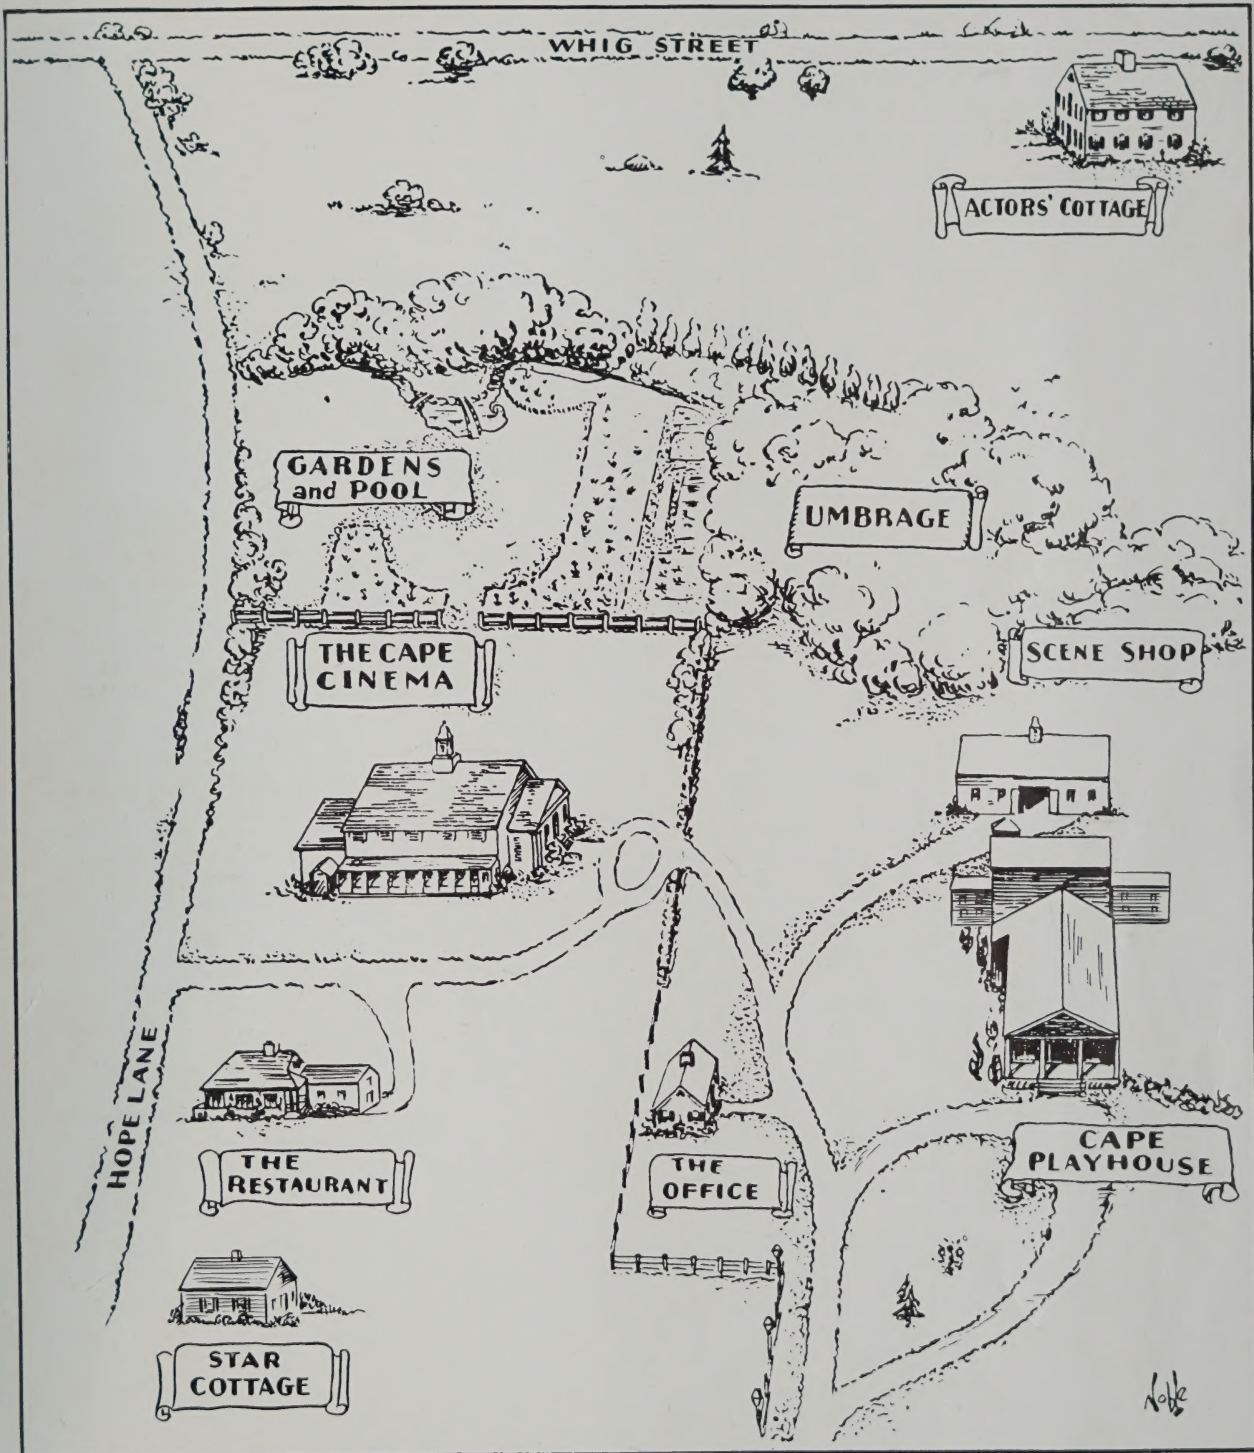 WHIG STREET
ACTORS' COTTAGE
GARDENS
and POOL
UMBRAGE
THE CAPE
CINEMA
SCENE SHOP
HOPE LANE
THE
RESTAURANT
THE
OFFICE
CAPE
PLAYHOUSE
STAR
COTTAGE
Noble